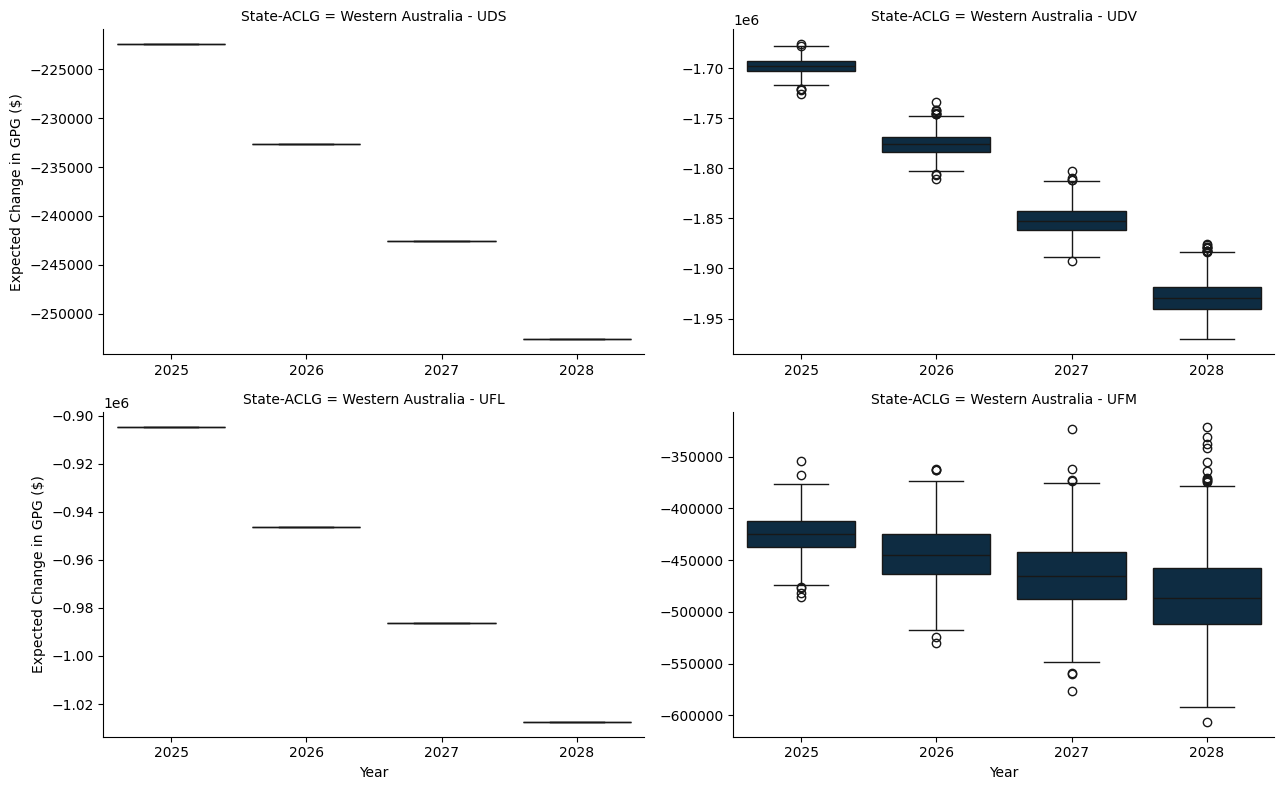 State-ACLG = Western Australia - UDS
Expected Change in GPG ($)
−225000
−230000
−235000
−240000
−245000
−250000
2025 2026 2027 2028
State-ACLG = Western Australia - UDV
1e6
−1.70
−1.75
−1.80
−1.85
−1.90
−1.95
2025 2026 2027 2028
State-ACLG = Western Australia - UFL
1e6
Expected Change in GPG ($)
−0.90
−0.92
−0.94
−0.96
−0.98
−1.00
−1.02
2025 2026 2027 2028
Year
State-ACLG = Western Australia - UFM
−350000
−400000
−450000
−500000
−550000
−600000
2025 2026 2027 2028
Year